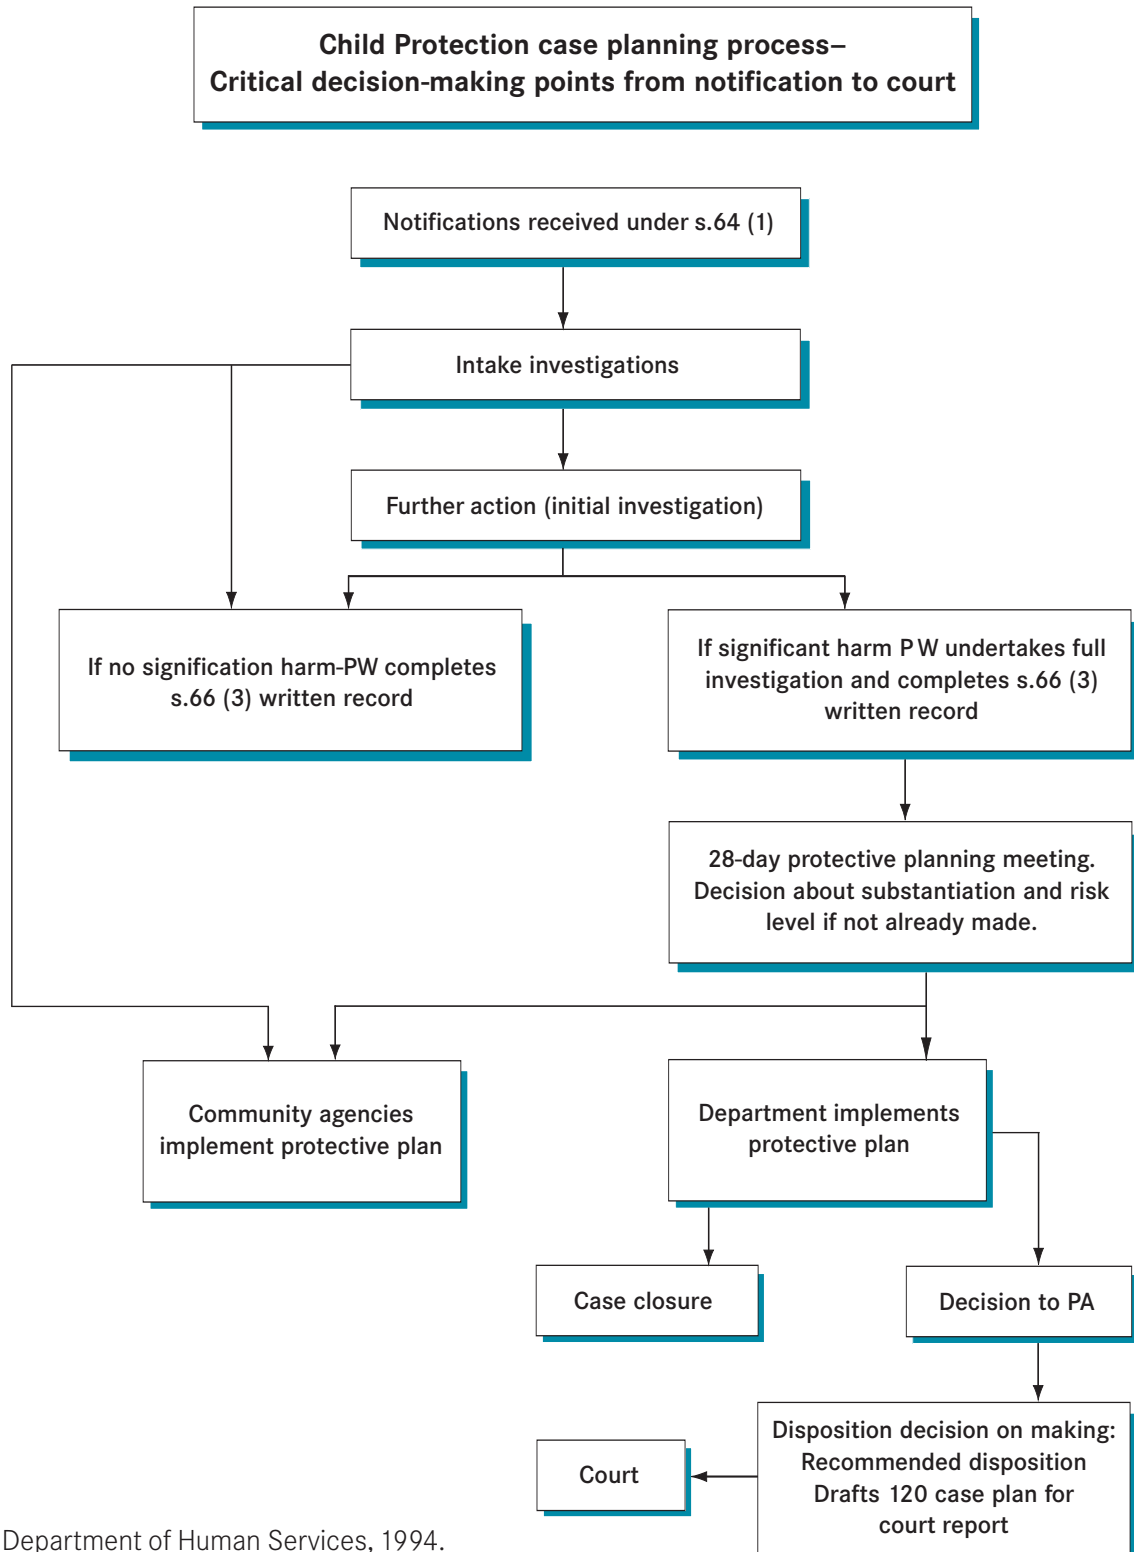 Child Protection case planning process–
Critical decision-making points from notification to court
Notifications received under s.64 (1)
Intake investigations
Further action (initial investigation)
If no signification harm-PW completes
s.66 (3) written record
If significant harm PW undertakes full
investigation and completes s.66 (3)
written record
28-day protective planning meeting.
Decision about substantiation and risk
level if not already made.
Community agencies
implement protective plan
Department implements
protective plan
Case closure
Decision to PA
Disposition decision on making:
Recommended disposition
Drafts 120 case plan for
court report
Court
Department of Human Services, 1994.